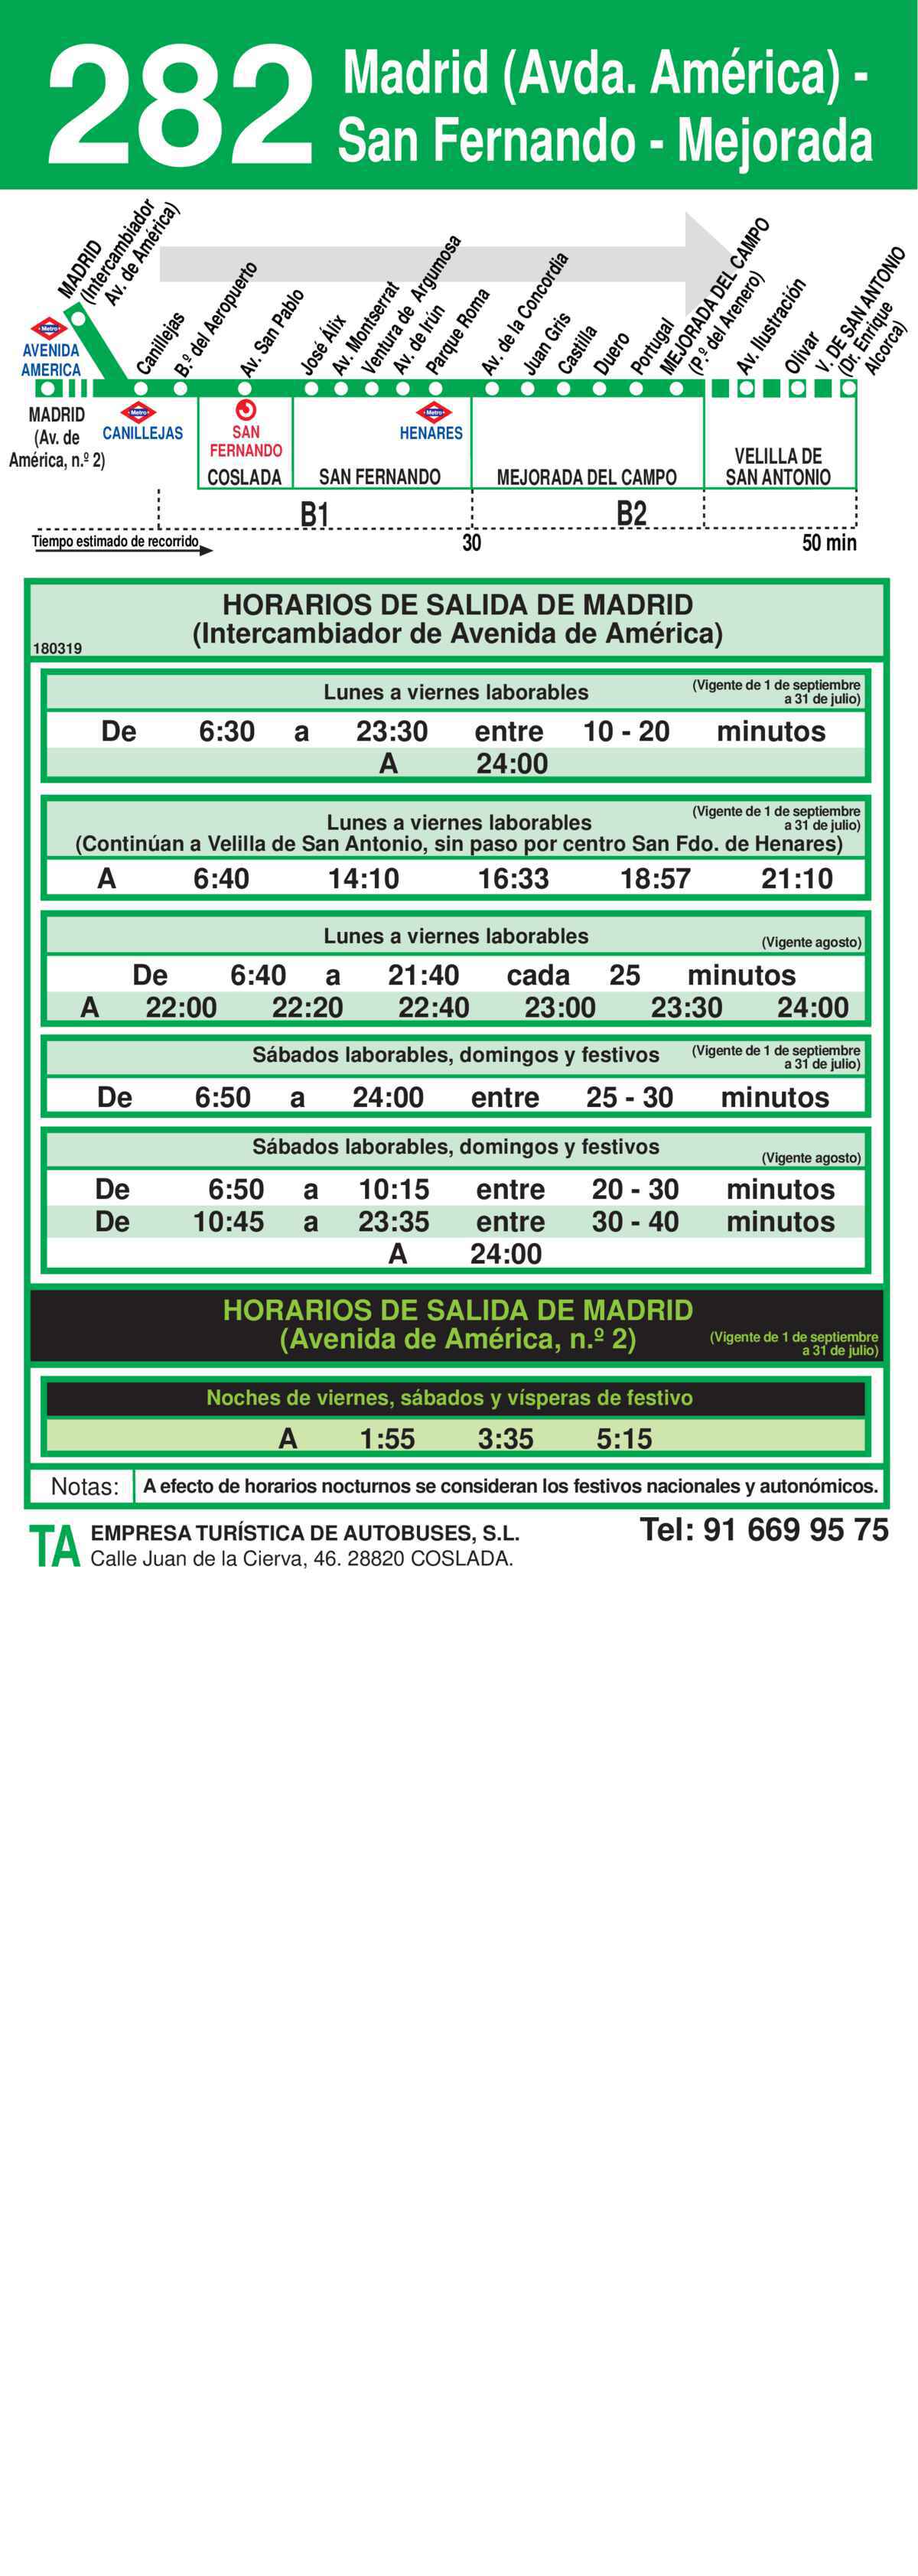 282
Madrid (Avda. América) -
San Fernando - Mejorada
MADRID
(Intercambiador
Av. de América)
Canillejas
B.º del Aeropuerto
Av. San Pablo
José Álix
Av. Montserrat
Ventura de Argumosa
Av. de Irún
Parque Roma
Av. de la Concordia
Juan Gris
Castilla
Duero
Portugal
MEJORADA DEL CAMPO
(P.º del Arenero)
Av. Ilustración
Olivar
V. DE SAN ANTONIO
(Dr. Enrique
Alcorca)
Metro
AVENIDA
AMERICA
MADRID
(Av. de
América, n.º 2)
Metro
CANILLEJAS
SAN
FERNANDO
Metro
HENARES
COSLADA
SAN FERNANDO
MEJORADA DEL CAMPO
VELILLA DE
SAN ANTONIO
B1
B2
Tiempo estimado de recorrido
30
50 min
HORARIOS DE SALIDA DE MADRID
(Intercambiador de Avenida de América)
180319
Lunes a viernes laborables
(Vigente de 1 de septiembre
a 31 de julio)
De 6:30 a 23:30 entre 10 - 20 minutos
A 24:00
Lunes a viernes laborables
(Vigente de 1 de septiembre
a 31 de julio)
(Continúan a Velilla de San Antonio, sin paso por centro San Fdo. de Henares)
A 6:40 14:10 16:33 18:57 21:10
Lunes a viernes laborables
(Vigente agosto)
De 6:40 a 21:40 cada 25 minutos
A 22:00 22:20 22:40 23:00 23:30 24:00
Sábados laborables, domingos y festivos
(Vigente de 1 de septiembre
a 31 de julio)
De 6:50 a 24:00 entre 25 - 30 minutos
Sábados laborables, domingos y festivos
(Vigente agosto)
De 6:50 a 10:15 entre 20 - 30 minutos
De 10:45 a 23:35 entre 30 - 40 minutos
A 24:00
HORARIOS DE SALIDA DE MADRID
(Avenida de América, n.º 2)
(Vigente de 1 de septiembre
a 31 de julio)
Noches de viernes, sábados y vísperas de festivo
A 1:55 3:35 5:15
Notas: A efecto de horarios nocturnos se consideran los festivos nacionales y autonómicos.
TA
EMPRESA TURÍSTICA DE AUTOBUSES, S.L.
Calle Juan de la Cierva, 46. 28820 COSLADA.
Tel: 91 669 95 75